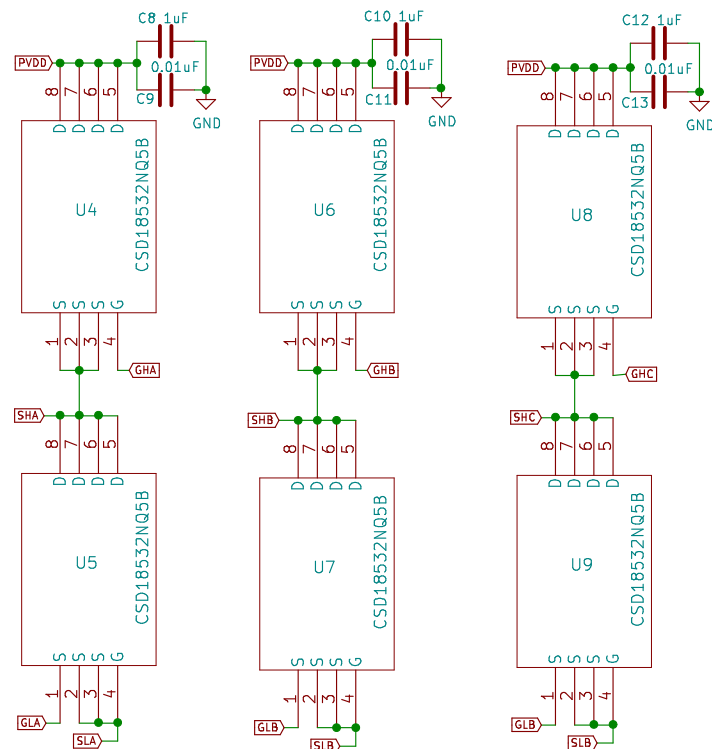 C8 1uF
PVDD
0.01uF
C9
GND
8 7 6 5
D D D D
U4
CSD18532NQ5B
S S S G
1 2 3 4
GHA
SHA
8 7 6 5
D D D D
U5
CSD18532NQ5B
S S S G
1 2 3 4
GLA
SLA
C10 1uF
PVDD
0.01uF
C11
GND
8 7 6 5
D D D D
U6
CSD18532NQ5B
S S S G
1 2 3 4
GHB
SHB
8 7 6 5
D D D D
U7
CSD18532NQ5B
S S S G
1 2 3 4
GLB
SLB
C12 1uF
PVDD
0.01uF
C13
GND
8 7 6 5
D D D D
U8
CSD18532NQ5B
S S S G
1 2 3 4
GHC
SHC
8 7 6 5
D D D D
U9
CSD18532NQ5B
S S S G
1 2 3 4
GLB
SLB